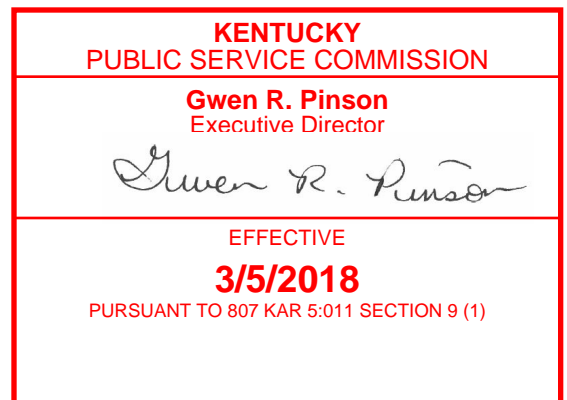 KENTUCKY
PUBLIC SERVICE COMMISSION
Gwen R. Pinson
Executive Director
Gwen R. Pinson
EFFECTIVE
3/5/2018
PURSUANT TO 807 KAR 5:011 SECTION 9 (1)